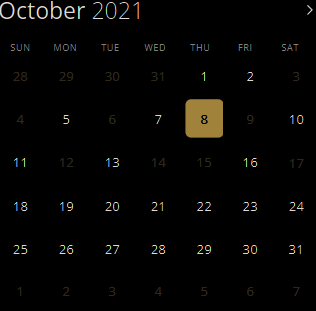 October 2021 >
SUN MON TUE WED THU FRI SAT
28 29 30 31 1 2 3
4 5 6 7 8 9 10
11 12 13 14 15 16 17
18 19 20 21 22 23 24
25 26 27 28 29 30 31
1 2 3 4 5 6 7